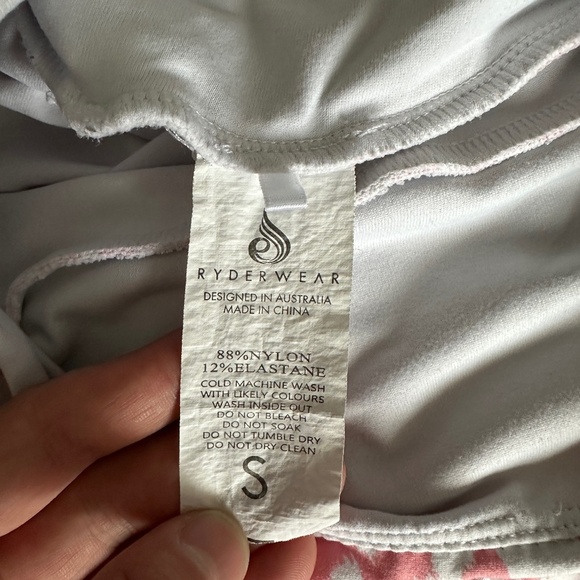 RYDERWEAR
DESIGNED IN AUSTRALIA
MADE IN CHINA
88%NYLON
12%ELASTANE
COLD MACHINE WASH
WITH LIKELY COLOURS
WASH INSIDE OUT
DO NOT BLEACH
DO NOT SOAK
DO NOT TUMBLE DRY
DO NOT DRY CLEAN
S